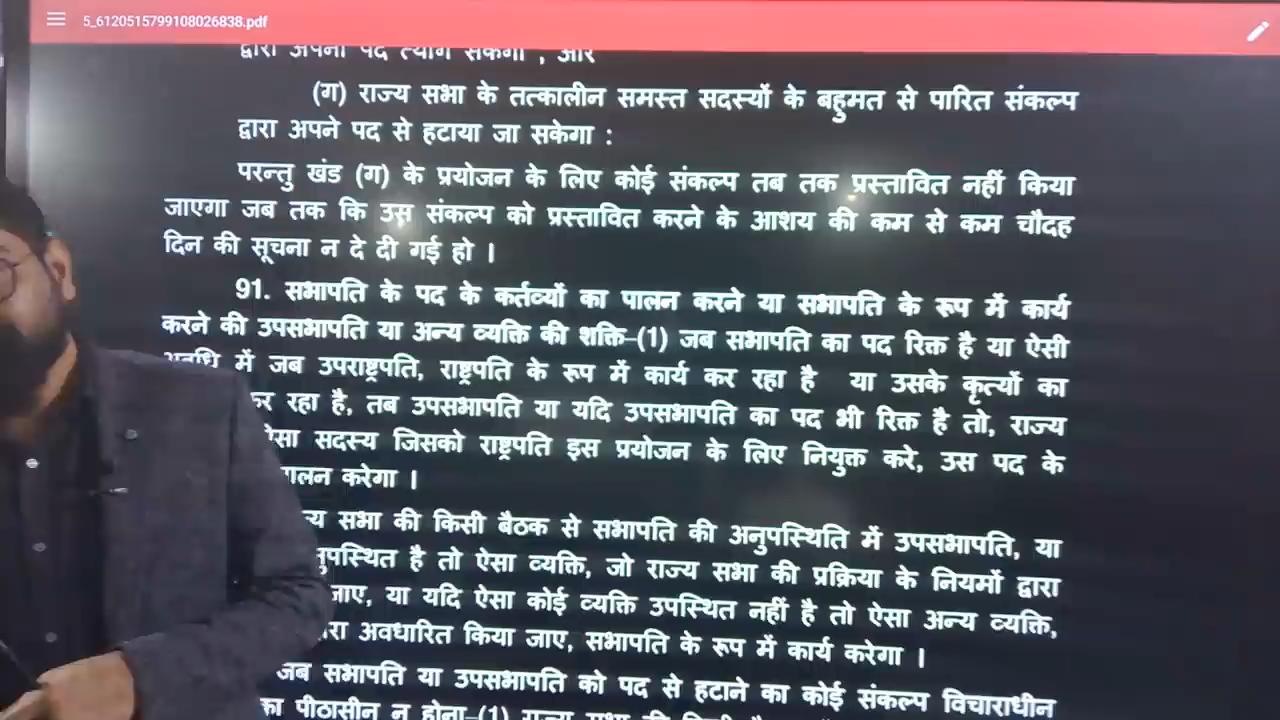 5_6120515799108026838.pdf
द्वारा अपना पद त्याग सकेगा ; और
(ग) राज्य सभा के तत्कालीन समस्त सदस्यों के बहुमत से पारित संकल्प
द्वारा अपने पद से हटाया जा सकेगा :
परन्तु खंड (ग) के प्रयोजन के लिए कोई संकल्प तब तक प्रस्तावित नहीं किया
जाएगा जब तक कि उस संकल्प को प्रस्तावित करने के आशय की कम से कम चौदह
दिन की सूचना न दे दी गई हो ।
91. सभापति के पद के कर्तव्यों का पालन करने या सभापति के रूप में कार्य
करने की उपसभापति या अन्य व्यक्ति की शक्ति–(1) जब सभापति का पद रिक्त है या ऐसी
अवधि में जब उपराष्ट्रपति, राष्ट्रपति के रूप में कार्य कर रहा है या उसके कृत्यों का
कर रहा है, तब उपसभापति या यदि उपसभापति का पद भी रिक्त है तो, राज्य
सदस्य जिसको राष्ट्रपति इस प्रयोजन के लिए नियुक्त करे, उस पद के
पालन करेगा ।
सभा की किसी बैठक से सभापति की अनुपस्थिति में उपसभापति, या
है तो ऐसा व्यक्ति, जो राज्य सभा की प्रक्रिया के नियमों द्वारा
जाए, या यदि ऐसा कोई व्यक्ति उपस्थित नहीं है तो ऐसा अन्य व्यक्ति,
अवधारित किया जाए, सभापति के रूप में कार्य करेगा ।
जब सभापति या उपसभापति को पद से हटाने का कोई संकल्प विचाराधीन
का पीठासीन न होना–(1) राज्य सभा की किसी